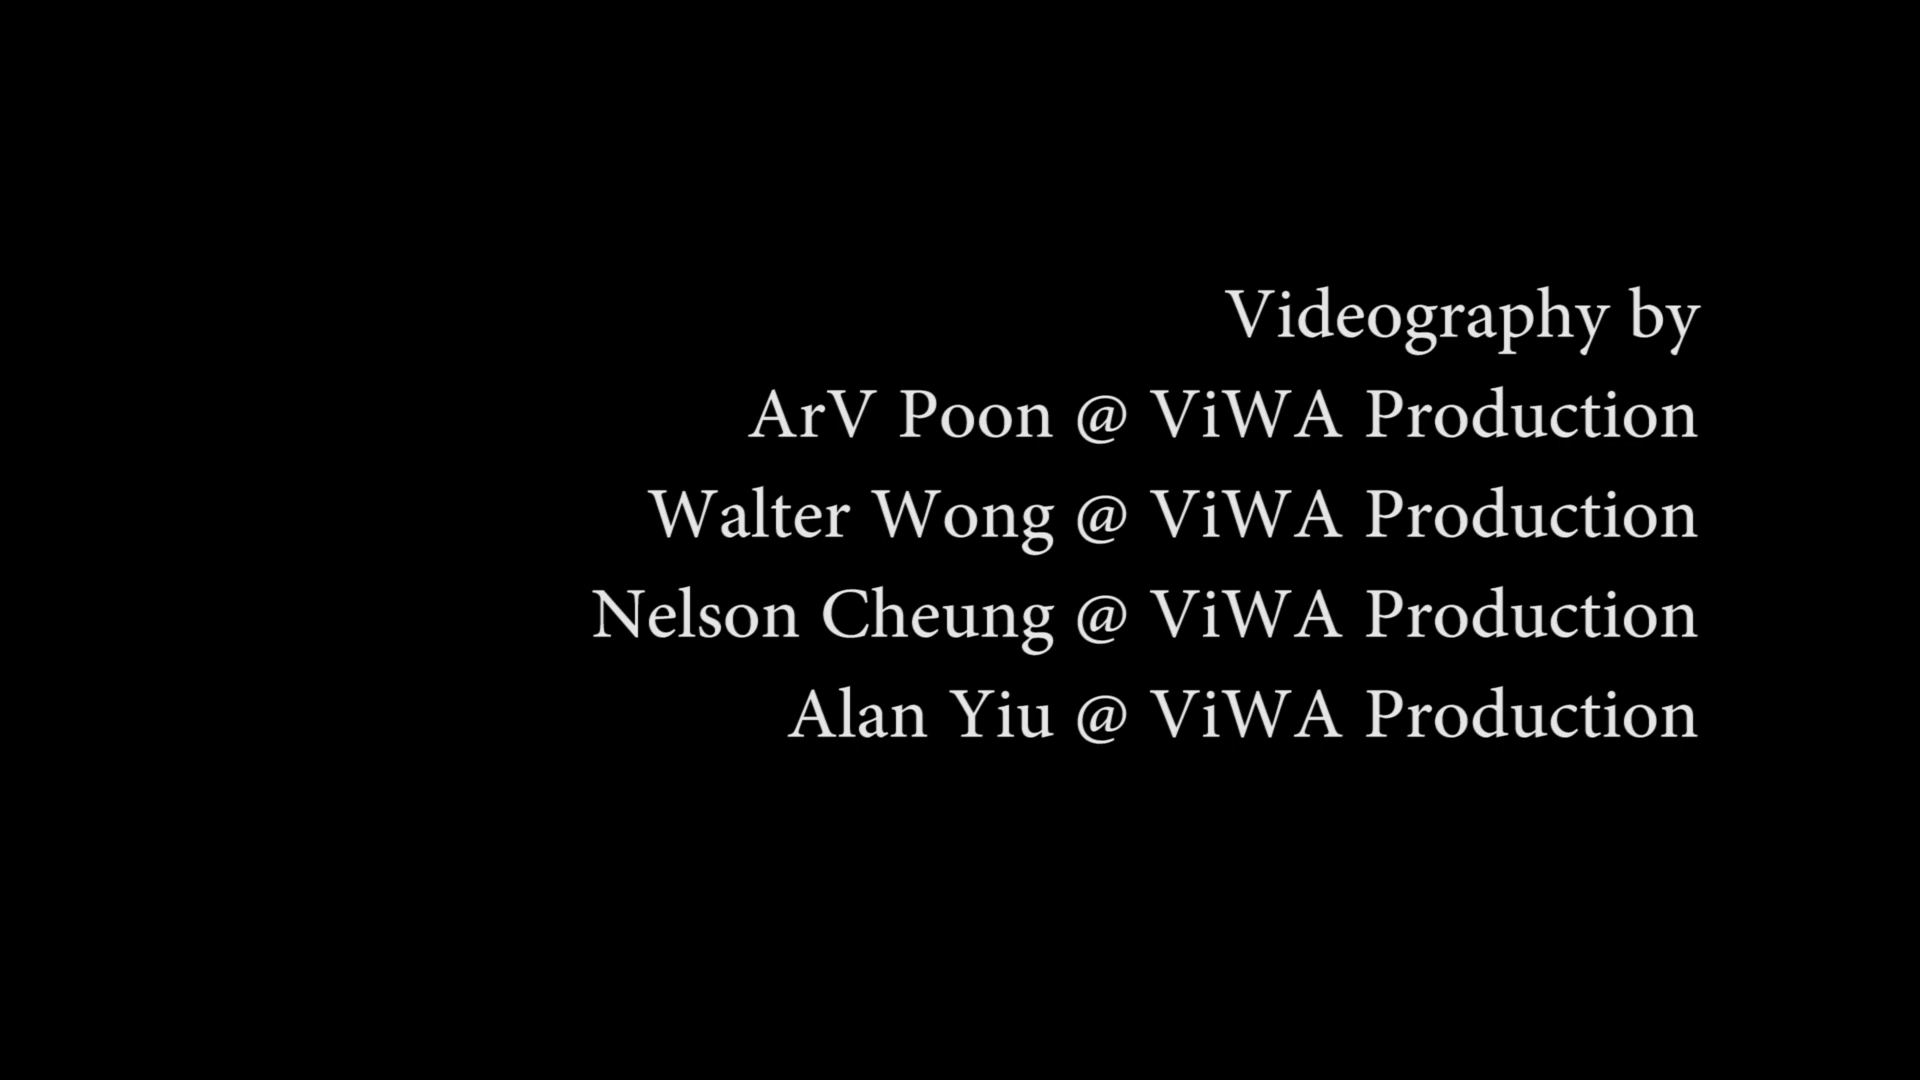 Videography by
ArV Poon @ ViWA Production
Walter Wong @ ViWA Production
Nelson Cheung @ ViWA Production
Alan Yiu @ ViWA Production